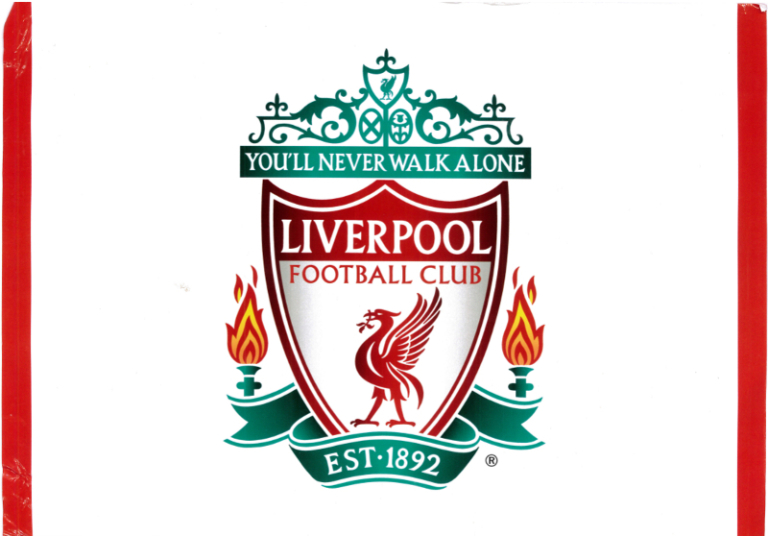 YOU'LL NEVER WALK ALONE
LIVERPOOL
FOOTBALL CLUB
EST·1892
®